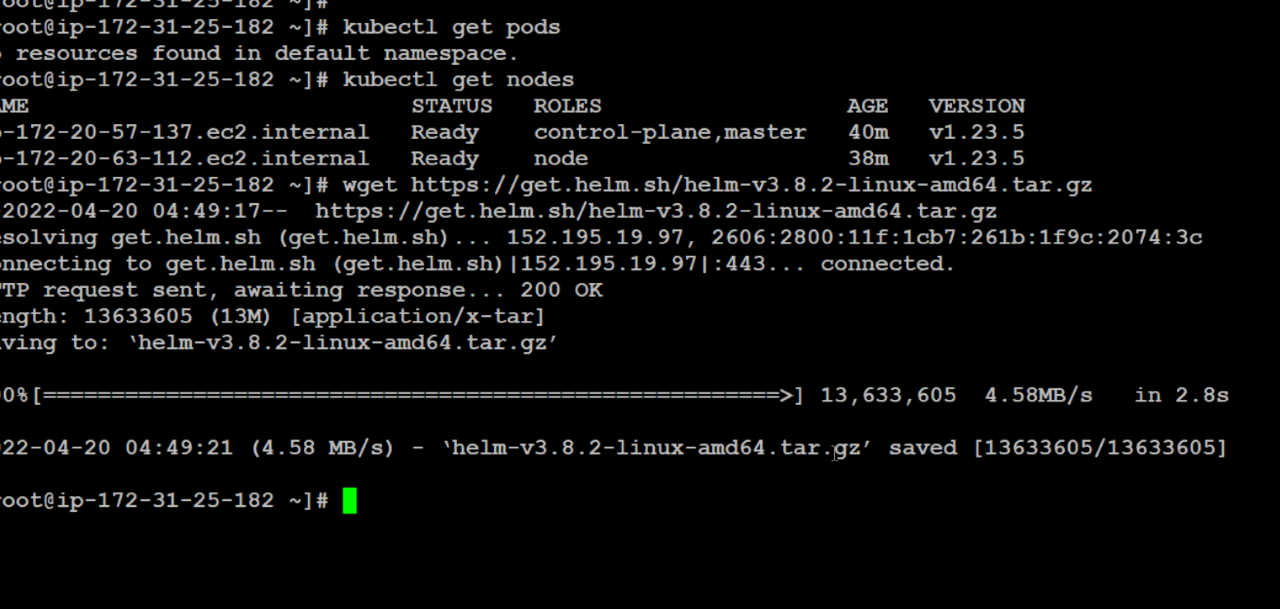 root@ip-172-31-25-182 ~]#
root@ip-172-31-25-182 ~]# kubectl get pods
resources found in default namespace.
root@ip-172-31-25-182 ~]# kubectl get nodes
AME STATUS ROLES AGE VERSION
-172-20-57-137.ec2.internal Ready control-plane,master 40m v1.23.5
-172-20-63-112.ec2.internal Ready node 38m v1.23.5
root@ip-172-31-25-182 ~]# wget https://get.helm.sh/helm-v3.8.2-linux-amd64.tar.gz
-2022-04-20 04:49:17-- https://get.helm.sh/helm-v3.8.2-linux-amd64.tar.gz
esolving get.helm.sh (get.helm.sh)... 152.195.19.97, 2606:2800:11f:1cb7:261b:1f9c:2074:3c
onnecting to get.helm.sh (get.helm.sh)|152.195.19.97|:443... connected.
TTP request sent, awaiting response... 200 OK
ength: 13633605 (13M) [application/x-tar]
aving to: ‘helm-v3.8.2-linux-amd64.tar.gz’
00%[======================================================>] 13,633,605 4.58MB/s in 2.8s
022-04-20 04:49:21 (4.58 MB/s) - ‘helm-v3.8.2-linux-amd64.tar.gz’ saved [13633605/13633605]
root@ip-172-31-25-182 ~]#